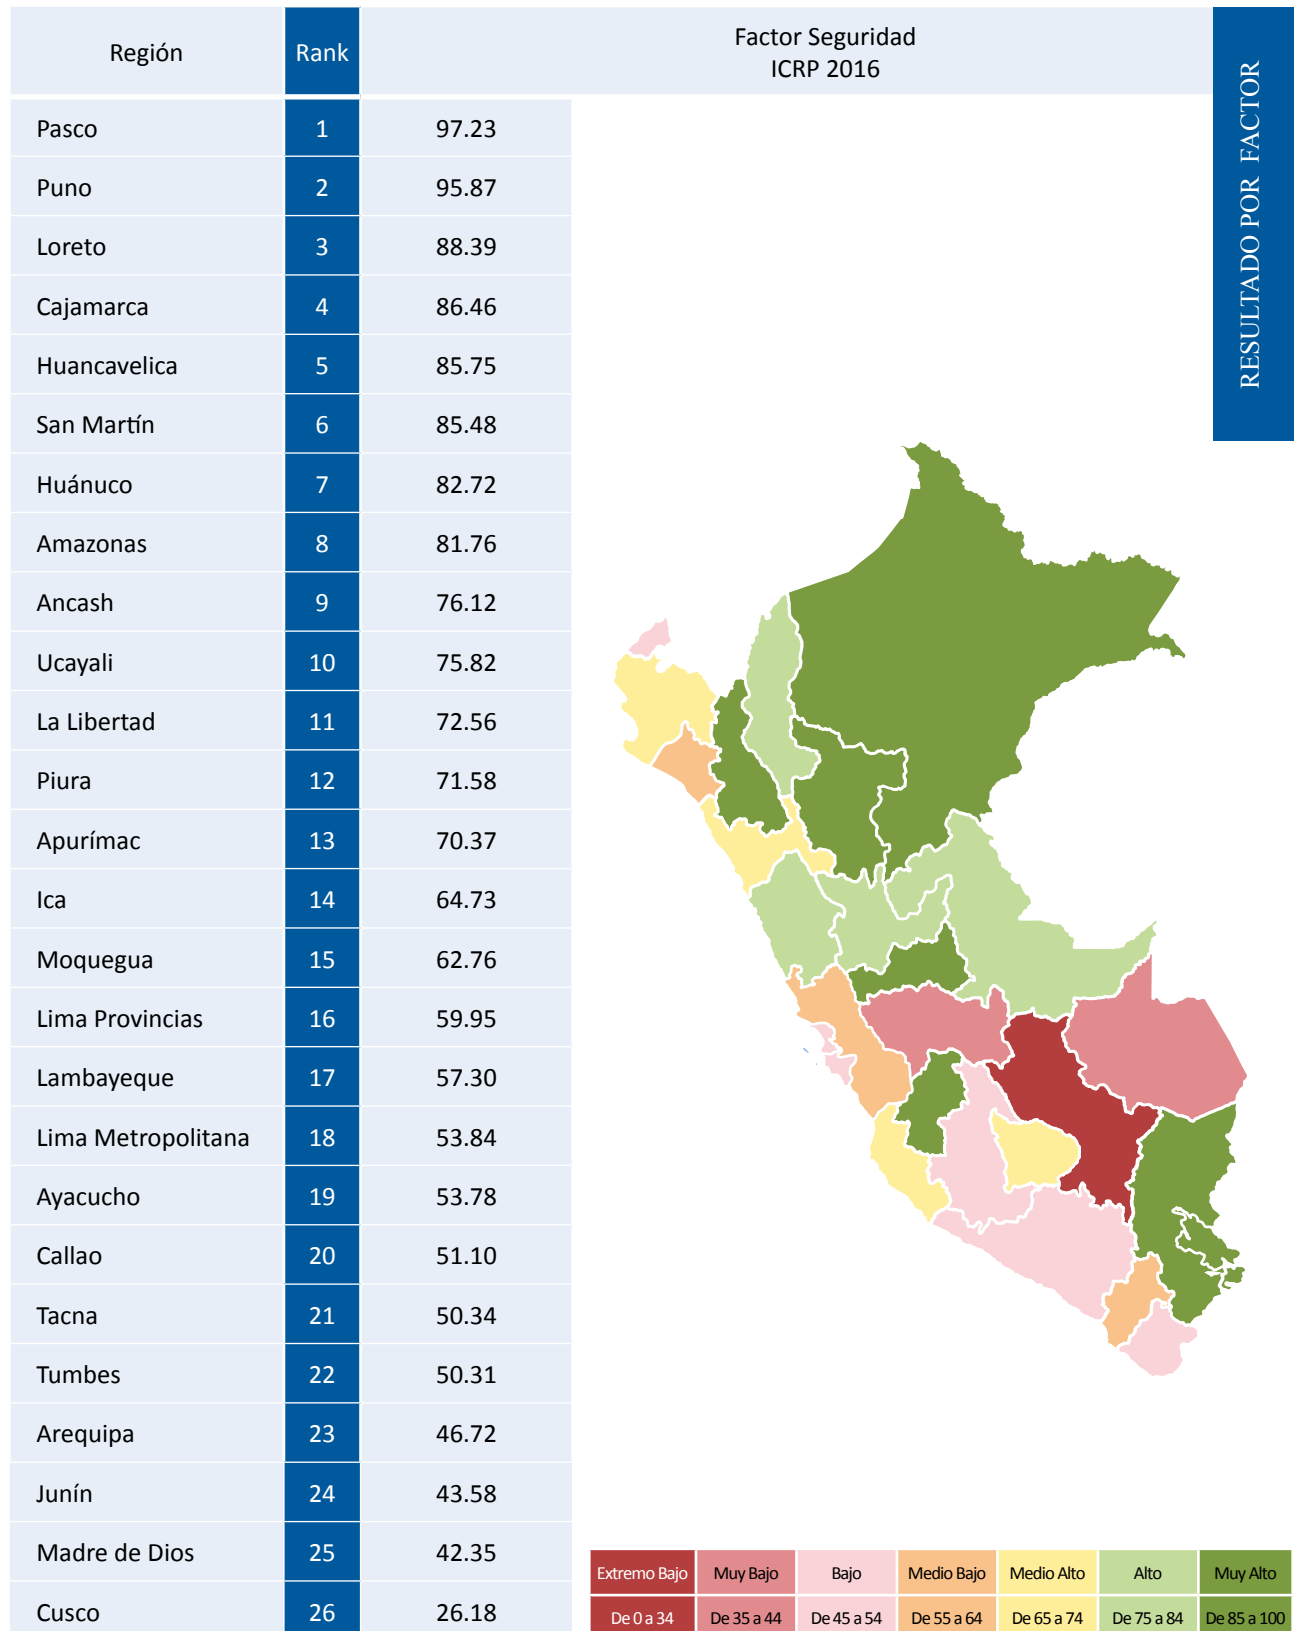 Región Rank Factor Seguridad
ICRP 2016
RESULTADO POR FACTOR
Pasco 1 97.23
Puno 2 95.87
Loreto 3 88.39
Cajamarca 4 86.46
Huancavelica 5 85.75
San Martín 6 85.48
Huánuco 7 82.72
Amazonas 8 81.76
Ancash 9 76.12
Ucayali 10 75.82
La Libertad 11 72.56
Piura 12 71.58
Apurímac 13 70.37
Ica 14 64.73
Moquegua 15 62.76
Lima Provincias 16 59.95
Lambayeque 17 57.30
Lima Metropolitana 18 53.84
Ayacucho 19 53.78
Callao 20 51.10
Tacna 21 50.34
Tumbes 22 50.31
Arequipa 23 46.72
Junín 24 43.58
Madre de Dios 25 42.35
Cusco 26 26.18
Extremo Bajo Muy Bajo Bajo Medio Bajo Medio Alto Alto Muy Alto
De 0 a 34 De 35 a 44 De 45 a 54 De 55 a 64 De 65 a 74 De 75 a 84 De 85 a 100